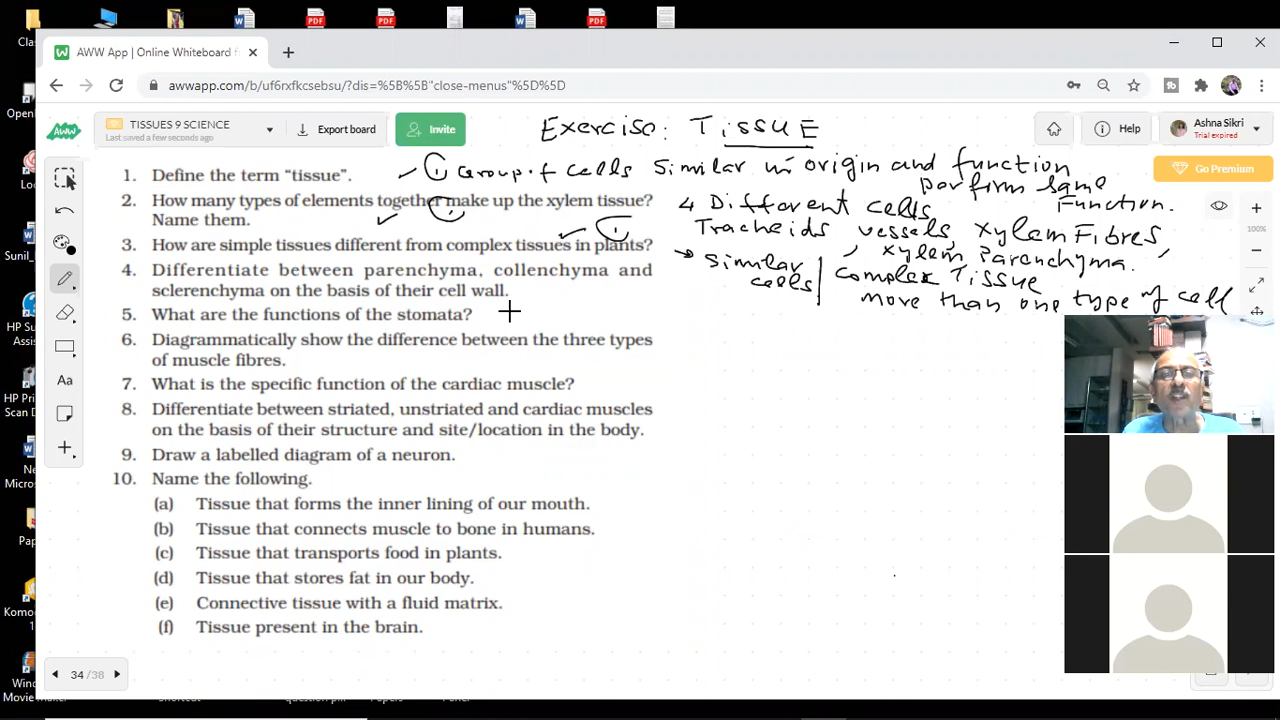 PDF
PDF
PDF
AWW App | Online Whiteboard f
awwapp.com/b/uf6rxfkcsebsu/?dis=%5B%5B"close-menus"%5D%5D
AWW
TISSUES 9 SCIENCE
Last saved a few seconds ago
Export board
Invite
Exercise: TISSUE
Help
Ashna Sikri
Trial expired
Go Premium
1. Define the term “tissue”.
① Group of cells similar in origin and function
perform same
Function.
2. How many types of elements together make up the xylem tissue?
Name them.
4 Different cells
Tracheids vessels Xylem Fibres
xylem Parenchyma.
3. How are simple tissues different from complex tissues in plants?
similar
cells
complex Tissue
more than one type of cell
4. Differentiate between parenchyma, collenchyma and
sclerenchyma on the basis of their cell wall.
5. What are the functions of the stomata?
6. Diagrammatically show the difference between the three types
of muscle fibres.
7. What is the specific function of the cardiac muscle?
8. Differentiate between striated, unstriated and cardiac muscles
on the basis of their structure and site/location in the body.
9. Draw a labelled diagram of a neuron.
10. Name the following.
(a) Tissue that forms the inner lining of our mouth.
(b) Tissue that connects muscle to bone in humans.
(c) Tissue that transports food in plants.
(d) Tissue that stores fat in our body.
(e) Connective tissue with a fluid matrix.
(f) Tissue present in the brain.
100%
Aa
34 / 38